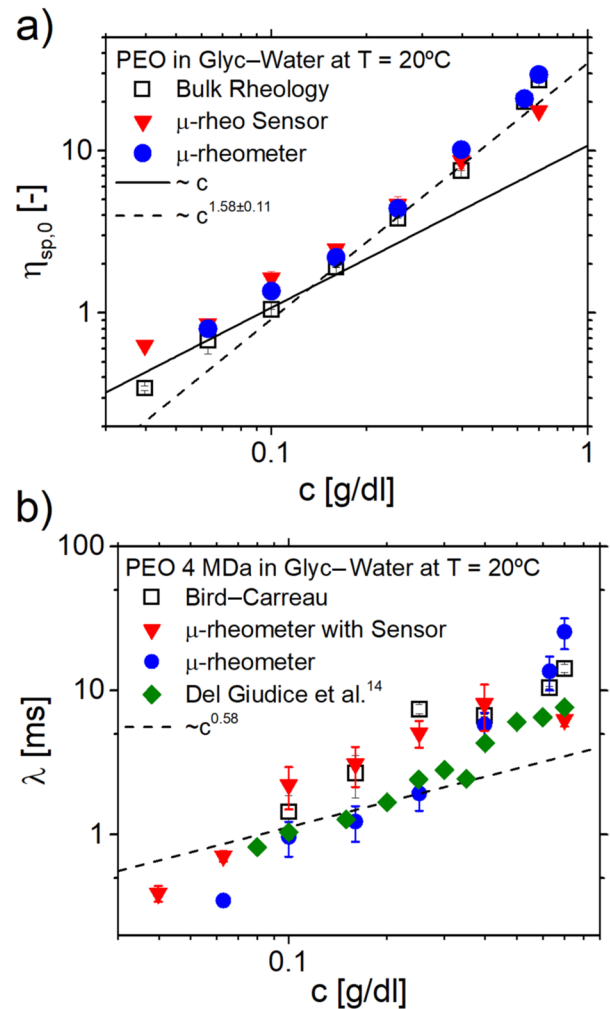 a)
PEO in Glyc–Water at T = 20ºC
Bulk Rheology
μ-rheo Sensor
μ-rheometer
~ c
~ c^1.58±0.11
10
1
η_sp,0 [-]
0.1
1
c [g/dl]
b)
100
PEO 4 MDa in Glyc–Water at T = 20ºC
Bird–Carreau
μ-rheometer with Sensor
μ-rheometer
Del Giudice et al.^14
~c^0.58
10
1
λ [ms]
0.1
c [g/dl]